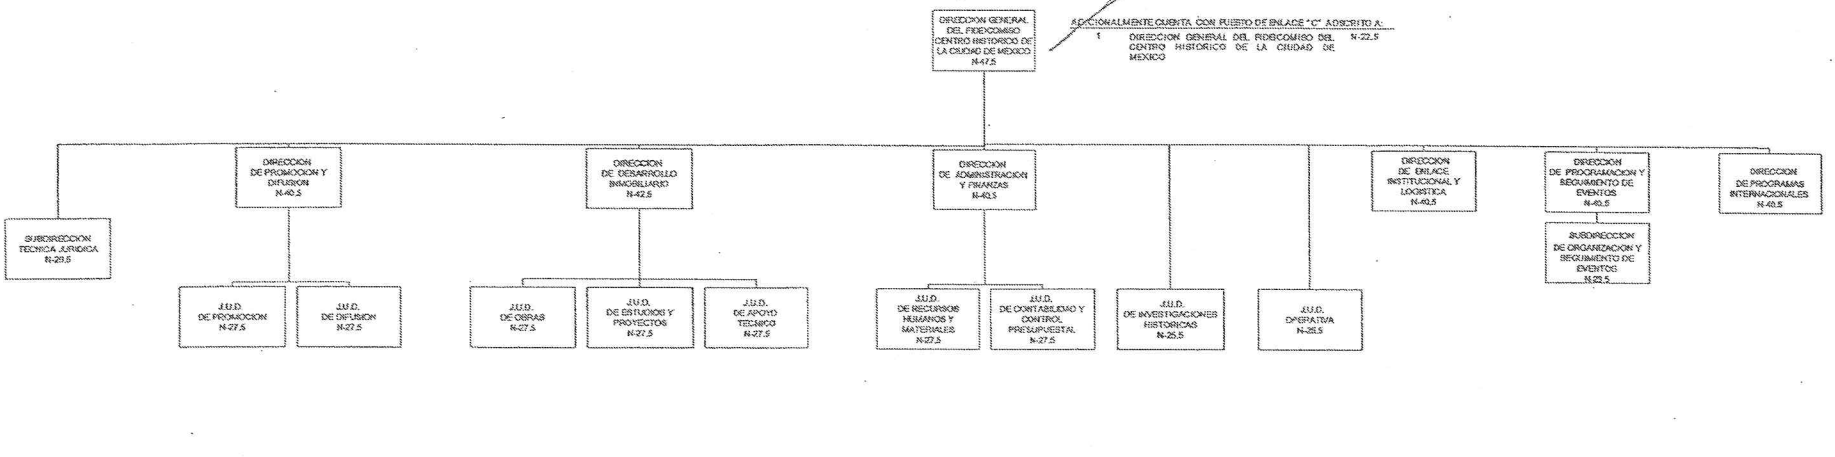 DIRECCION GENERAL
DEL FIDEICOMISO
CENTRO HISTORICO DE
LA CIUDAD DE MEXICO
N-47.5
ADICIONALMENTE CUENTA CON PUESTO DE ENLACE "C" ADSCRITO A:
1 DIRECCION GENERAL DEL FIDEICOMISO DEL N-22.5
CENTRO HISTORICO DE LA CIUDAD DE
MEXICO
SUBDIRECCION
TECNICA JURIDICA
N-29.5
DIRECCION
DE PROMOCION Y
DIFUSION
N-40.5
J.U.D.
DE PROMOCION
N-27.5
J.U.D.
DE DIFUSION
N-27.5
DIRECCION
DE DESARROLLO
INMOBILIARIO
N-42.5
J.U.D.
DE OBRAS
N-27.5
J.U.D.
DE ESTUDIOS Y
PROYECTOS
N-27.5
J.U.D.
DE APOYO
TECNICO
N-27.5
DIRECCION
DE ADMINISTRACION
Y FINANZAS
N-40.5
J.U.D.
DE RECURSOS
HUMANOS Y
MATERIALES
N-27.5
J.U.D.
DE CONTABILIDAD Y
CONTROL
PRESUPUESTAL
N-27.5
J.U.D.
DE INVESTIGACIONES
HISTORICAS
N-25.5
J.U.D.
OPERATIVA
N-25.5
DIRECCION
DE ENLACE
INSTITUCIONAL Y
LOGISTICA
N-40.5
DIRECCION
DE PROGRAMACION Y
SEGUIMIENTO DE
EVENTOS
N-40.5
SUBDIRECCION
DE ORGANIZACION Y
SEGUIMIENTO DE
EVENTOS
N-29.5
DIRECCION
DE PROGRAMAS
INTERNACIONALES
N-40.5